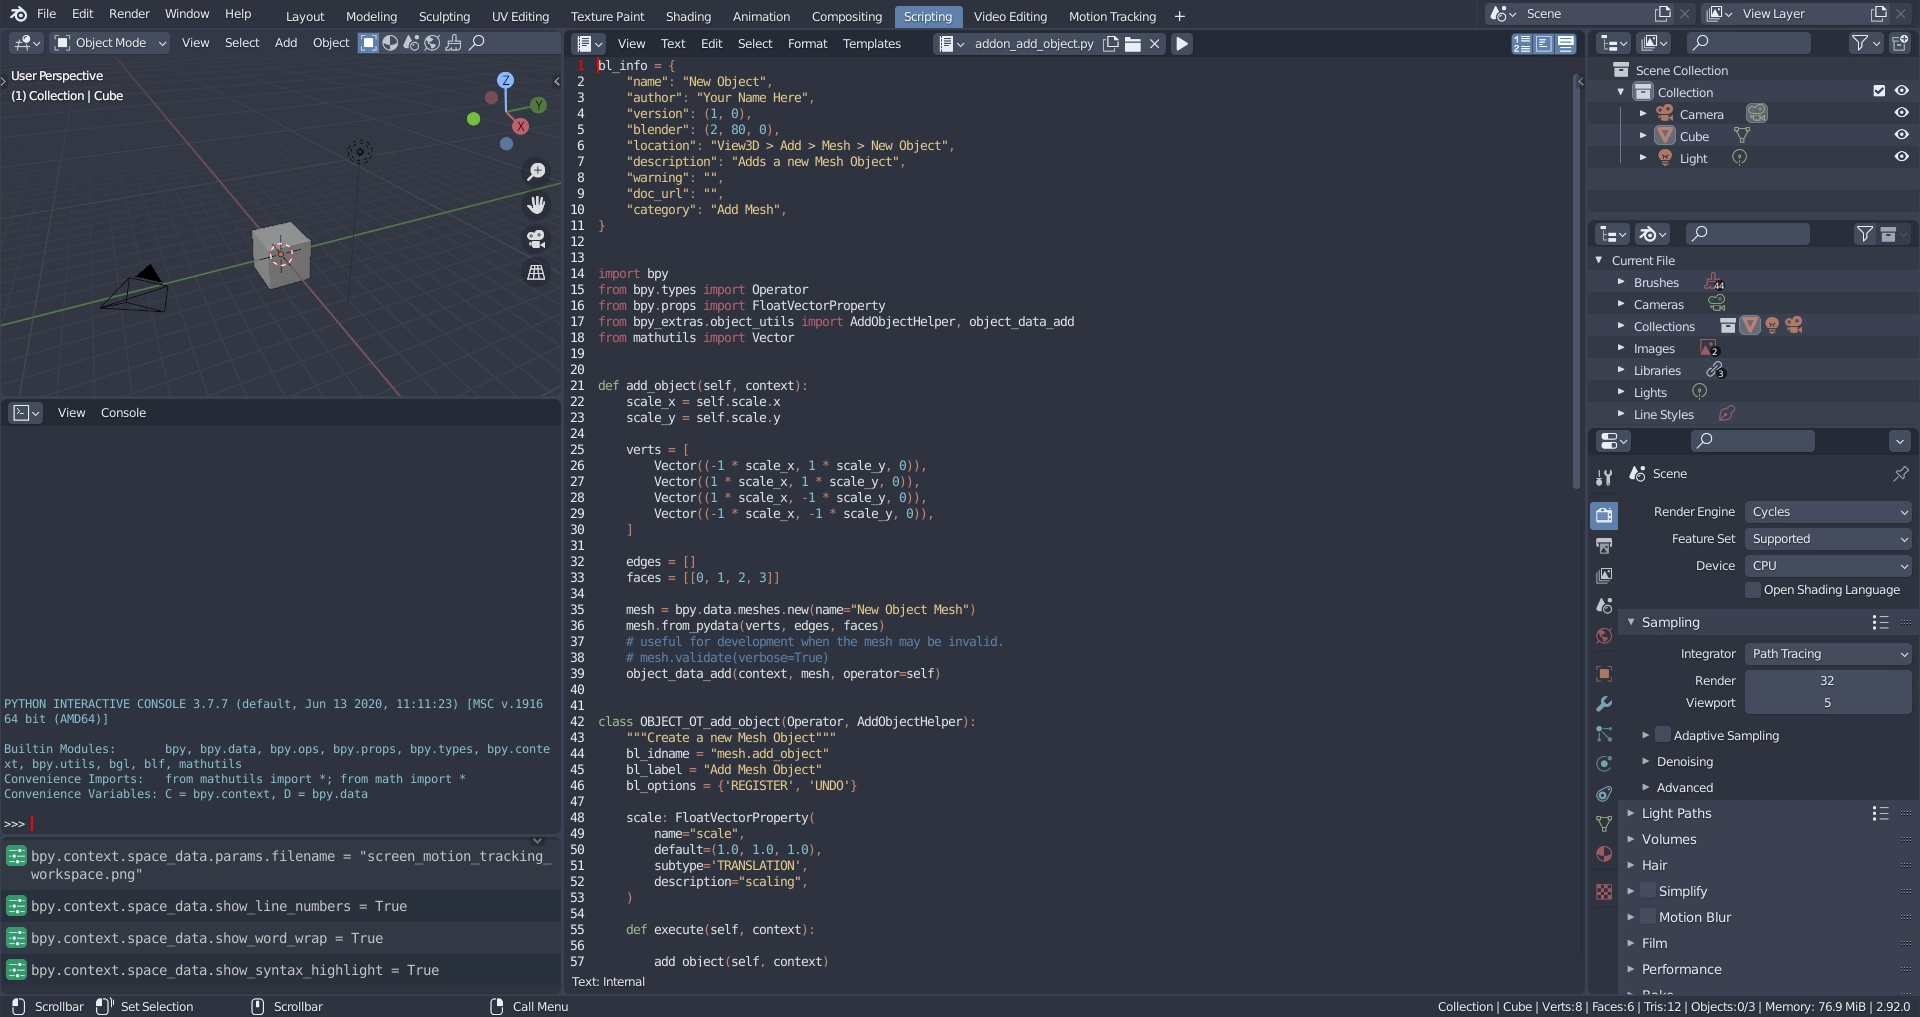 File Edit Render Window Help Layout Modeling Sculpting UV Editing Texture Paint Shading Animation Compositing Scripting Video Editing Motion Tracking + Scene View Layer
Object Mode View Select Add Object
User Perspective
(1) Collection | Cube
Z
Y
X
View Console
PYTHON INTERACTIVE CONSOLE 3.7.7 (default, Jun 13 2020, 11:11:23) [MSC v.1916
64 bit (AMD64)]
Builtin Modules:       bpy, bpy.data, bpy.ops, bpy.props, bpy.types, bpy.conte
xt, bpy.utils, bgl, blf, mathutils
Convenience Imports:   from mathutils import *; from math import *
Convenience Variables: C = bpy.context, D = bpy.data
>>>
bpy.context.space_data.params.filename = "screen_motion_tracking_
workspace.png"
bpy.context.space_data.show_line_numbers = True
bpy.context.space_data.show_word_wrap = True
bpy.context.space_data.show_syntax_highlight = True
View Text Edit Select Format Templates addon_add_object.py
1 bl_info = {
2     "name": "New Object",
3     "author": "Your Name Here",
4     "version": (1, 0),
5     "blender": (2, 80, 0),
6     "location": "View3D > Add > Mesh > New Object",
7     "description": "Adds a new Mesh Object",
8     "warning": "",
9     "doc_url": "",
10     "category": "Add Mesh",
11 }
12
13
14 import bpy
15 from bpy.types import Operator
16 from bpy.props import FloatVectorProperty
17 from bpy_extras.object_utils import AddObjectHelper, object_data_add
18 from mathutils import Vector
19
20
21 def add_object(self, context):
22     scale_x = self.scale.x
23     scale_y = self.scale.y
24
25     verts = [
26         Vector((-1 * scale_x, 1 * scale_y, 0)),
27         Vector((1 * scale_x, 1 * scale_y, 0)),
28         Vector((1 * scale_x, -1 * scale_y, 0)),
29         Vector((-1 * scale_x, -1 * scale_y, 0)),
30     ]
31
32     edges = []
33     faces = [[0, 1, 2, 3]]
34
35     mesh = bpy.data.meshes.new(name="New Object Mesh")
36     mesh.from_pydata(verts, edges, faces)
37     # useful for development when the mesh may be invalid.
38     # mesh.validate(verbose=True)
39     object_data_add(context, mesh, operator=self)
40
41
42 class OBJECT_OT_add_object(Operator, AddObjectHelper):
43     """Create a new Mesh Object"""
44     bl_idname = "mesh.add_object"
45     bl_label = "Add Mesh Object"
46     bl_options = {'REGISTER', 'UNDO'}
47
48     scale: FloatVectorProperty(
49         name="scale",
50         default=(1.0, 1.0, 1.0),
51         subtype='TRANSLATION',
52         description="scaling",
53     )
54
55     def execute(self, context):
56
57         add_object(self, context)
Text: Internal
Scene Collection
Collection
Camera
Cube
Light
Current File
Brushes 44
Cameras
Collections
Images 2
Libraries 3
Lights
Line Styles
Scene
Render Engine Cycles
Feature Set Supported
Device CPU
Open Shading Language
Sampling
Integrator Path Tracing
Render 32
Viewport 5
Adaptive Sampling
Denoising
Advanced
Light Paths
Volumes
Hair
Simplify
Motion Blur
Film
Performance
Scrollbar Set Selection Scrollbar Call Menu Collection | Cube | Verts:8 | Faces:6 | Tris:12 | Objects:0/3 | Memory: 76.9 MiB | 2.92.0